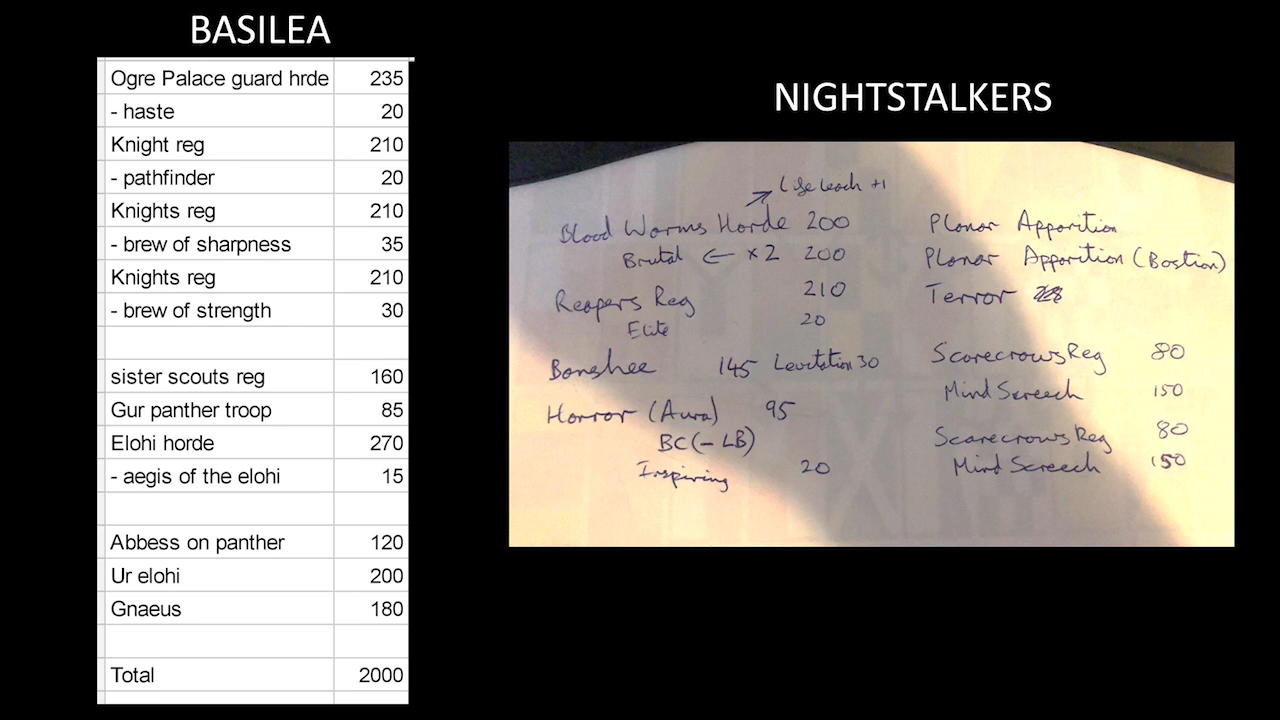 BASILEA
Ogre Palace guard hrde 235
- haste 20
Knight reg 210
- pathfinder 20
Knights reg 210
- brew of sharpness 35
Knights reg 210
- brew of strength 30
sister scouts reg 160
Gur panther troop 85
Elohi horde 270
- aegis of the elohi 15
Abbess on panther 120
Ur elohi 200
Gnaeus 180
Total 2000
NIGHTSTALKERS
Life leach +1
Blood Worms Horde 200
Brutal ← x2 200
Reapers Reg 210
Elite 20
Banshee 145 Levitation 30
Horror (Aura) 95
BC (- LB)
Inspiring 20
Planar Apparition
Planar Apparition (Bastion)
Terror
Scarecrows Reg 80
Mind Screech 150
Scarecrows Reg 80
Mind Screech 150